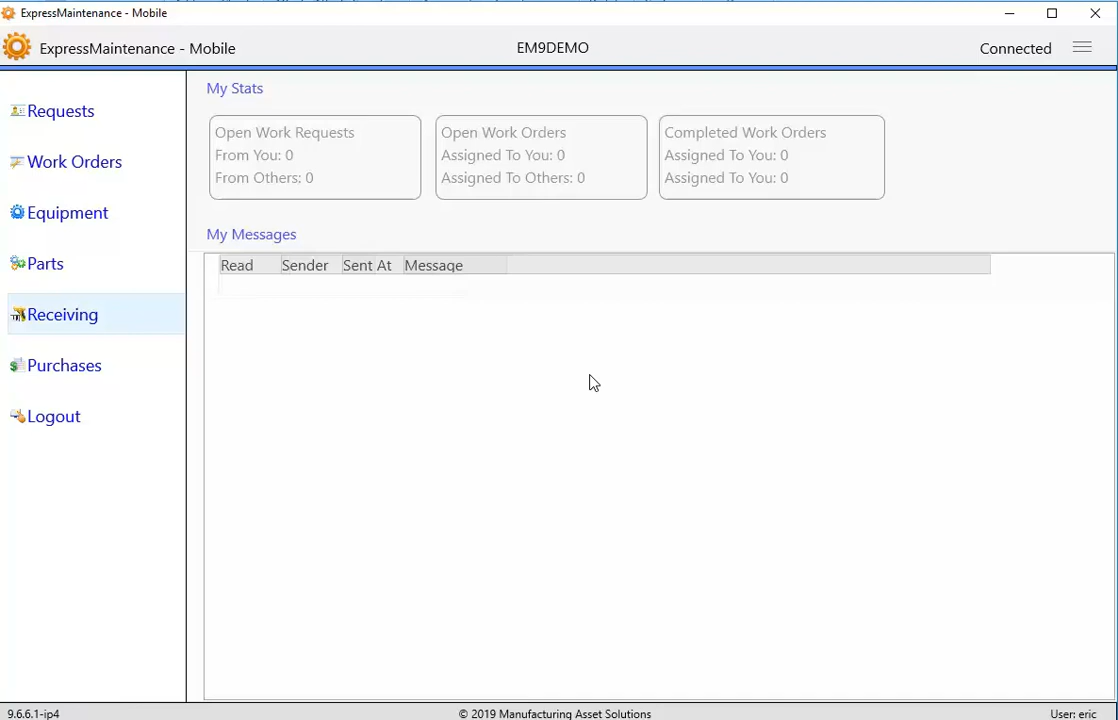 ExpressMaintenance - Mobile
ExpressMaintenance - Mobile
EM9DEMO
Connected
Requests
Work Orders
Equipment
Parts
Receiving
Purchases
Logout
My Stats
Open Work Requests
From You: 0
From Others: 0
Open Work Orders
Assigned To You: 0
Assigned To Others: 0
Completed Work Orders
Assigned To You: 0
Assigned To You: 0
My Messages
Read Sender Sent At Message
9.6.6.1-ip4
© 2019 Manufacturing Asset Solutions
User: eric